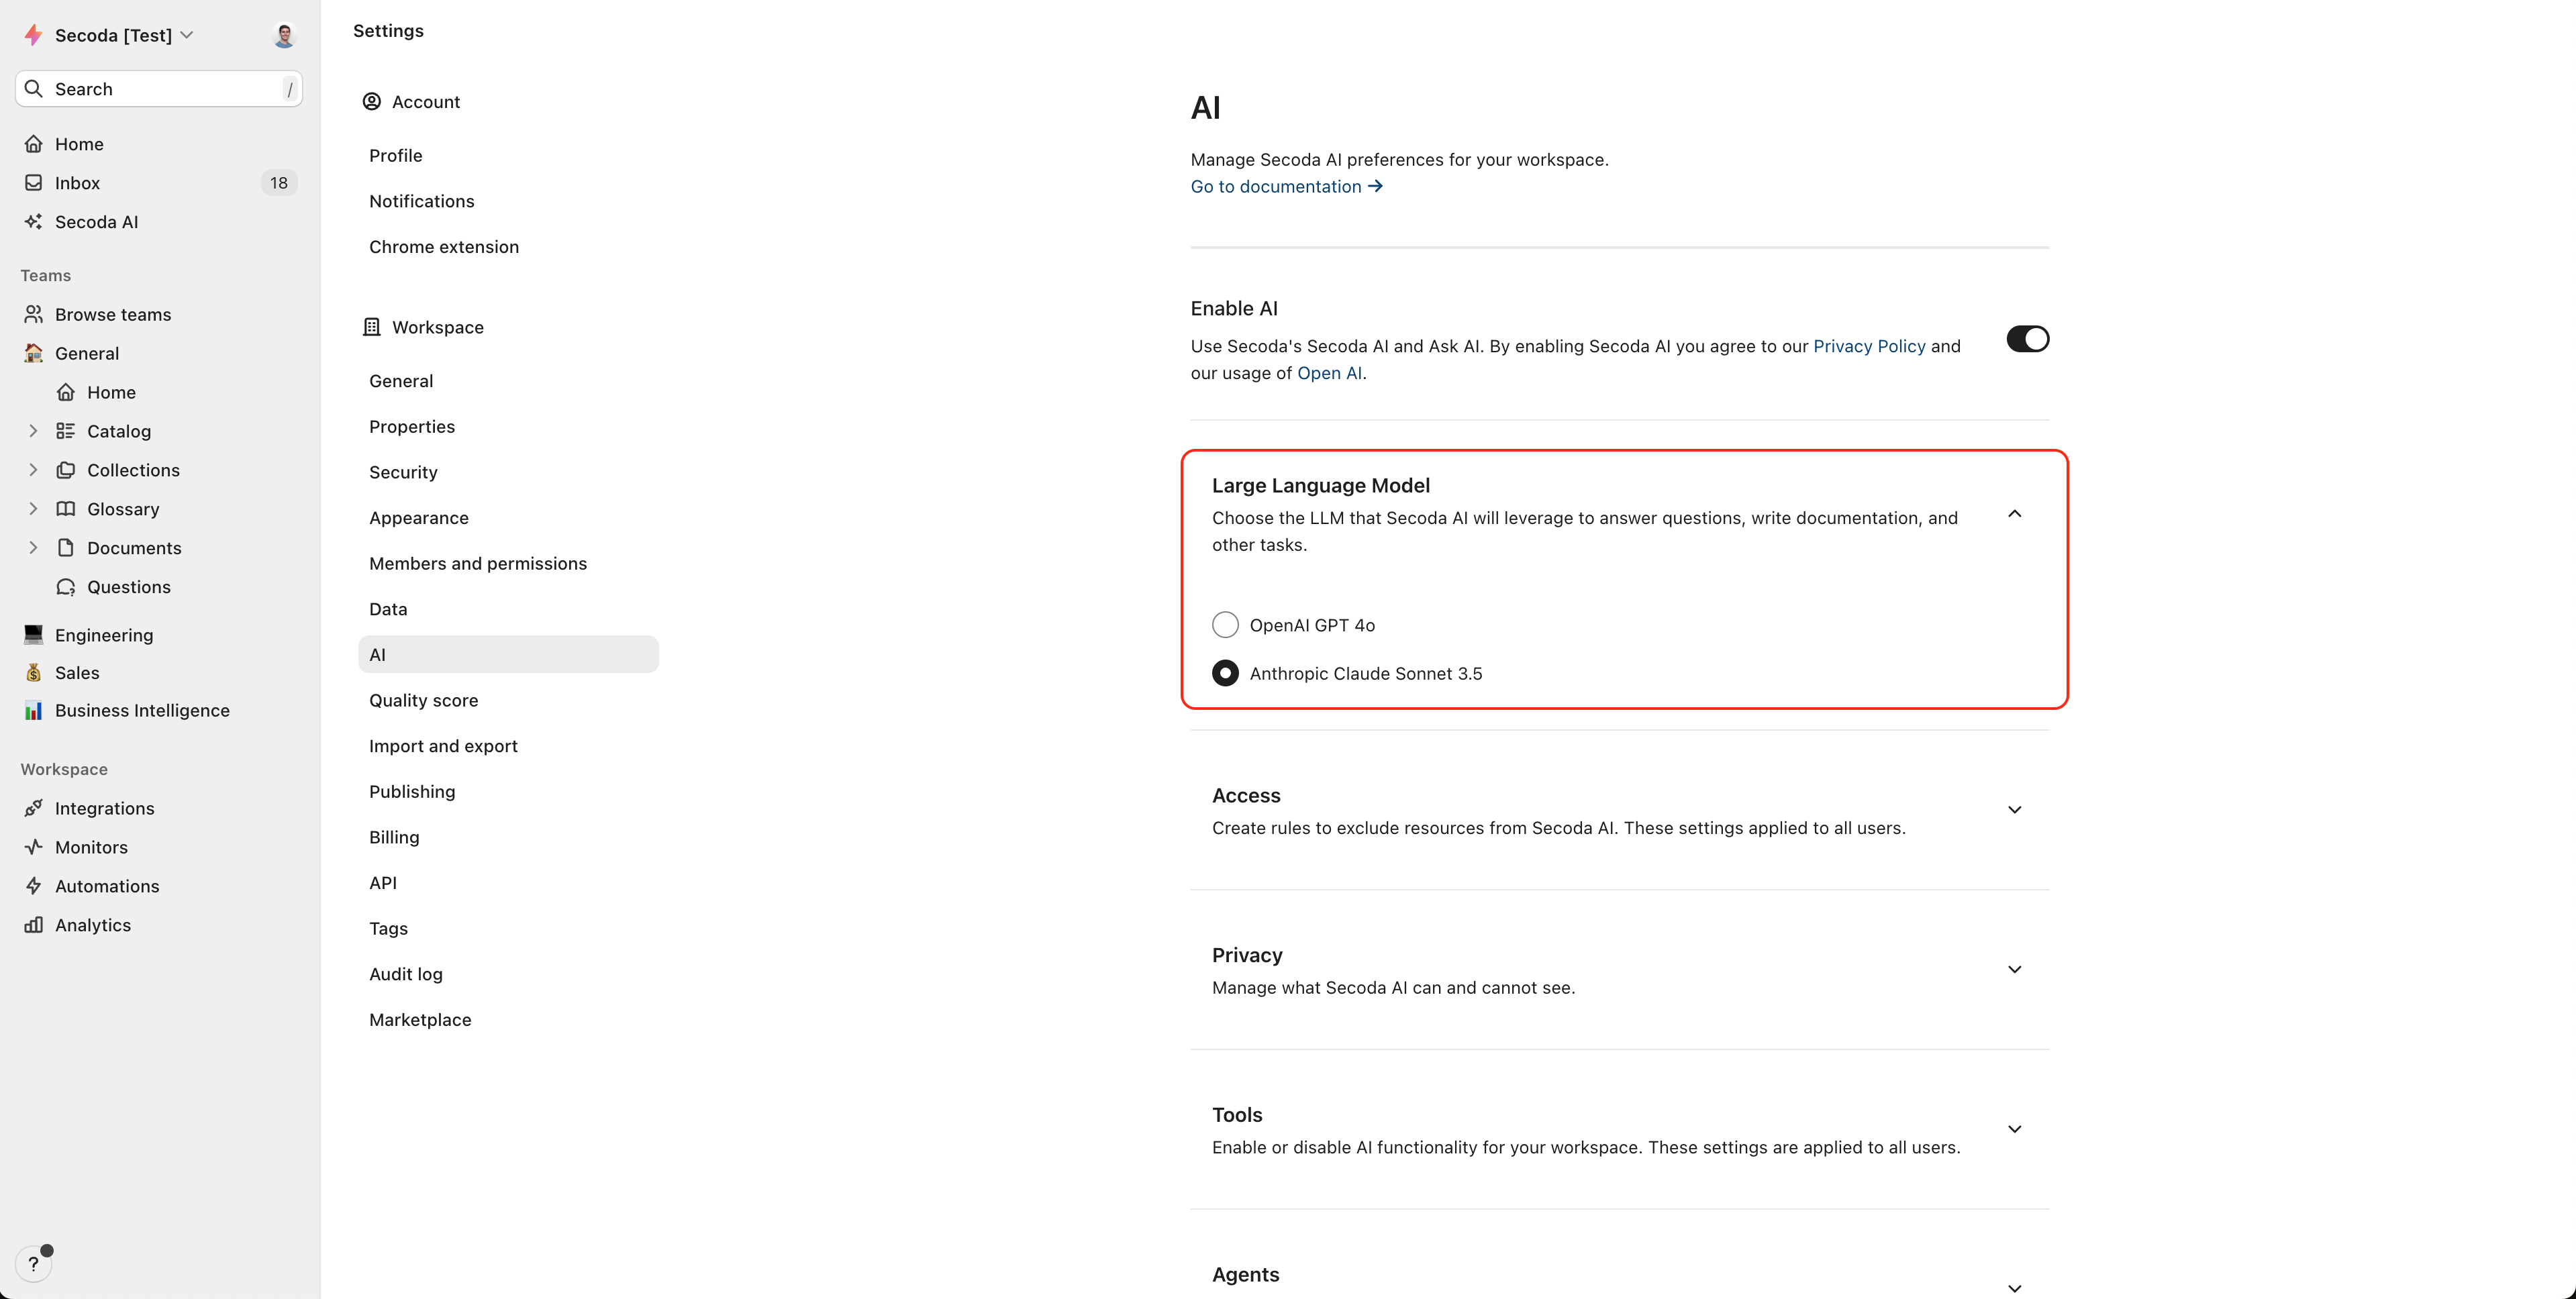 Secoda [Test]
Search /
Home
Inbox 18
Secoda AI
Teams
Browse teams
General
Home
Catalog
Collections
Glossary
Documents
Questions
Engineering
Sales
Business Intelligence
Workspace
Integrations
Monitors
Automations
Analytics
?
Settings
Account
Profile
Notifications
Chrome extension
Workspace
General
Properties
Security
Appearance
Members and permissions
Data
AI
Quality score
Import and export
Publishing
Billing
API
Tags
Audit log
Marketplace
AI
Manage Secoda AI preferences for your workspace.
Go to documentation →
Enable AI
Use Secoda's Secoda AI and Ask AI. By enabling Secoda AI you agree to our Privacy Policy and
our usage of Open AI.
Large Language Model
Choose the LLM that Secoda AI will leverage to answer questions, write documentation, and
other tasks.
OpenAI GPT 4o
Anthropic Claude Sonnet 3.5
Access
Create rules to exclude resources from Secoda AI. These settings applied to all users.
Privacy
Manage what Secoda AI can and cannot see.
Tools
Enable or disable AI functionality for your workspace. These settings are applied to all users.
Agents